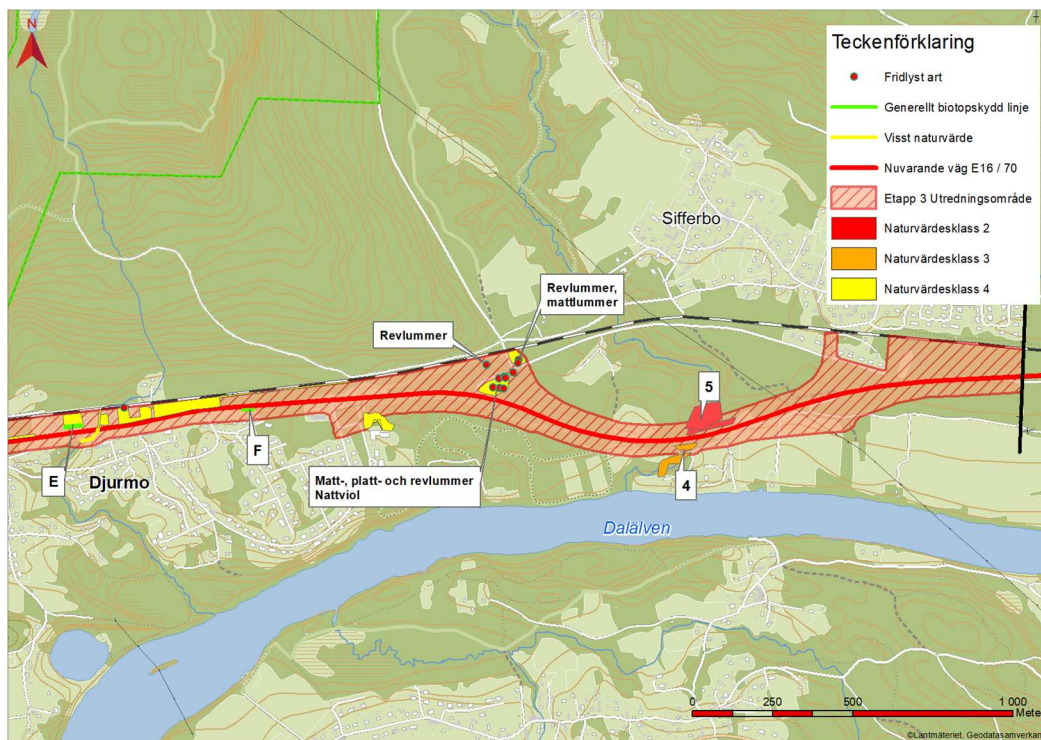 N
Teckenförklaring
Fridlyst art
Generellt biotopskydd linje
Visst naturvärde
Nuvarande väg E16 / 70
Etapp 3 Utredningsområde
Naturvärdesklass 2
Naturvärdesklass 3
Naturvärdesklass 4
Sifferbo
Revlummer,
mattlummer
Revlummer
5
F
E
Djurmo
Matt-, platt- och revlummer
Nattviol
4
Dalälven
0 250 500 1 000
Mete
©Lantmäteriet, Geodatasamverkan